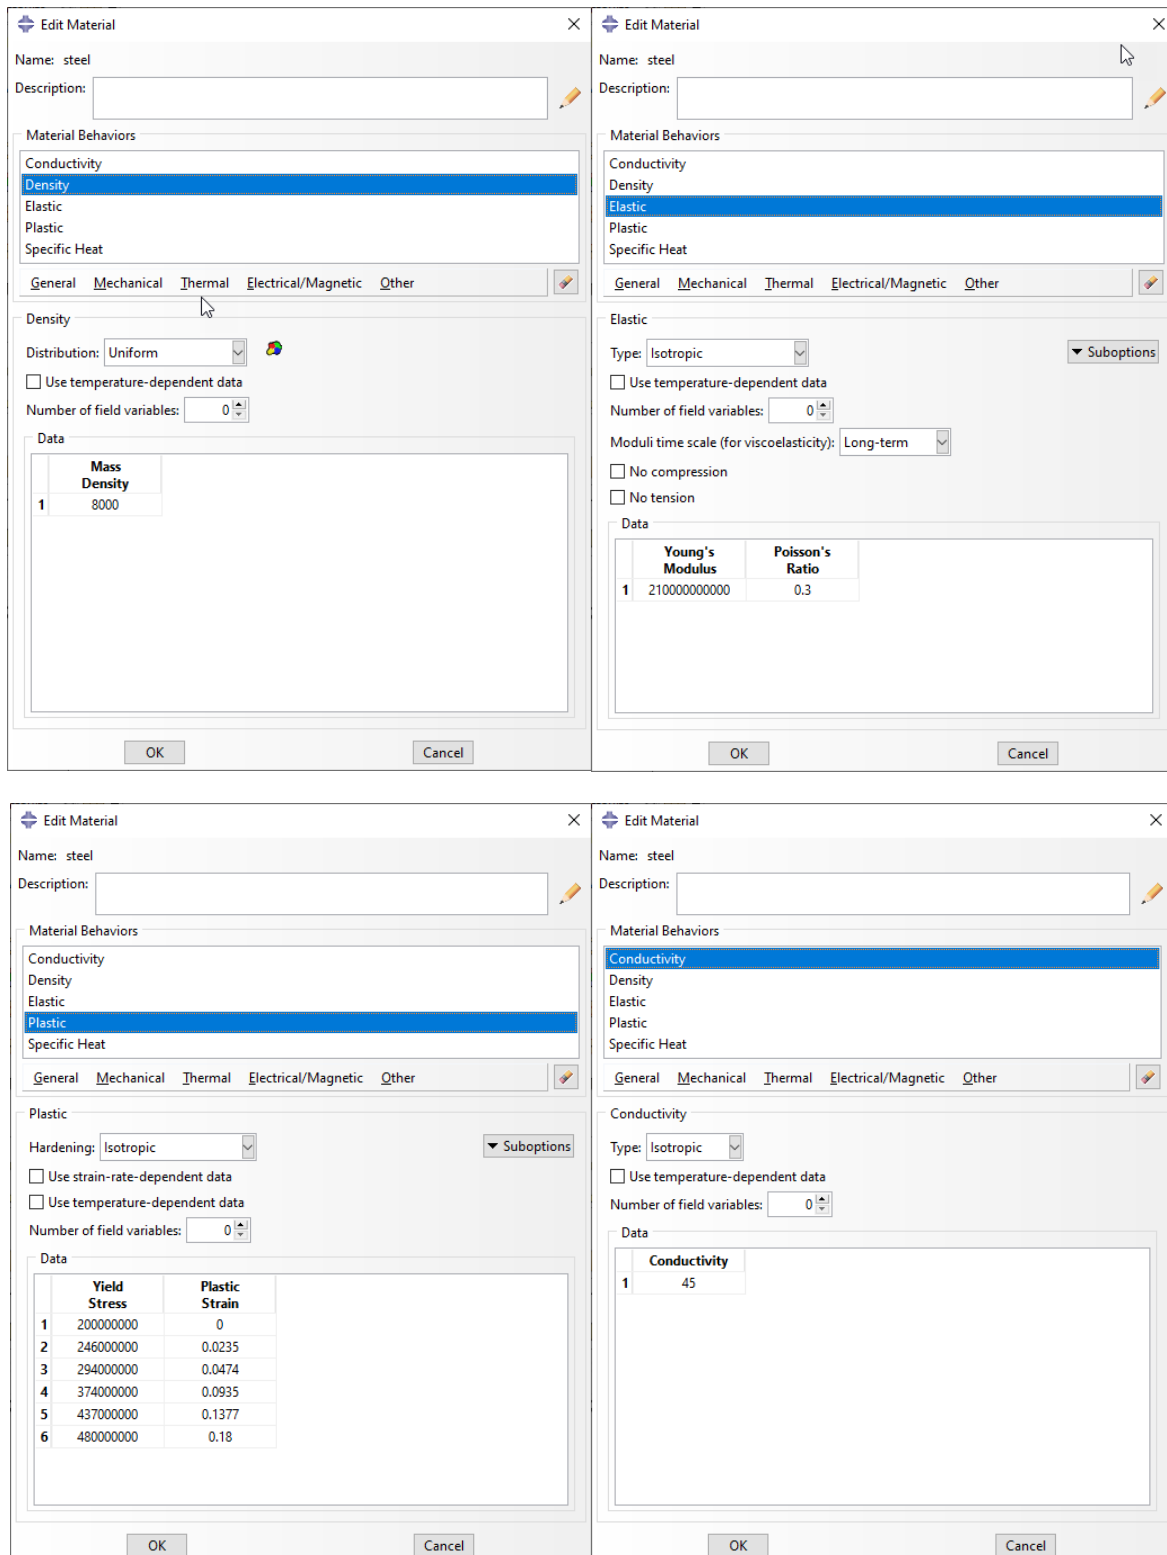 Edit Material
Name: steel
Description:
Material Behaviors
Conductivity
Density
Elastic
Plastic
Specific Heat
General Mechanical Thermal Electrical/Magnetic Other
Density
Distribution: Uniform
Use temperature-dependent data
Number of field variables: 0
Data
Mass
Density
1 8000
OK Cancel
Edit Material
Name: steel
Description:
Material Behaviors
Conductivity
Density
Elastic
Plastic
Specific Heat
General Mechanical Thermal Electrical/Magnetic Other
Elastic
Type: Isotropic Suboptions
Use temperature-dependent data
Number of field variables: 0
Moduli time scale (for viscoelasticity): Long-term
No compression
No tension
Data
Young's Poisson's
Modulus Ratio
1 210000000000 0.3
OK Cancel
Edit Material
Name: steel
Description:
Material Behaviors
Conductivity
Density
Elastic
Plastic
Specific Heat
General Mechanical Thermal Electrical/Magnetic Other
Plastic
Hardening: Isotropic Suboptions
Use strain-rate-dependent data
Use temperature-dependent data
Number of field variables: 0
Data
Yield Plastic
Stress Strain
1 200000000 0
2 246000000 0.0235
3 294000000 0.0474
4 374000000 0.0935
5 437000000 0.1377
6 480000000 0.18
OK Cancel
Edit Material
Name: steel
Description:
Material Behaviors
Conductivity
Density
Elastic
Plastic
Specific Heat
General Mechanical Thermal Electrical/Magnetic Other
Conductivity
Type: Isotropic
Use temperature-dependent data
Number of field variables: 0
Data
Conductivity
1 45
OK Cancel